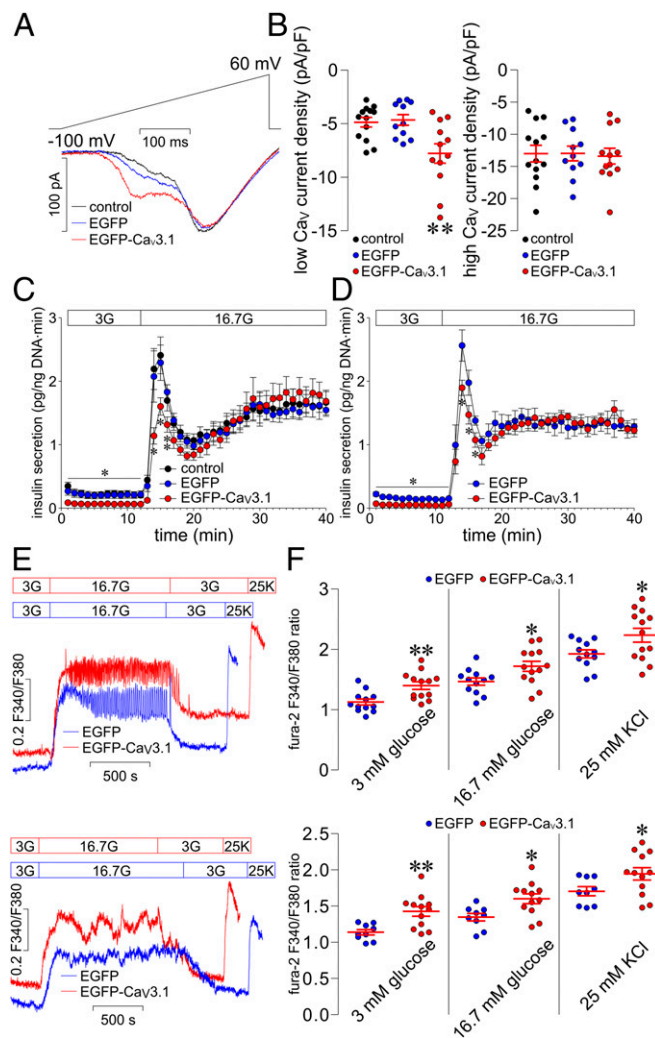 A
60 mV
-100 mV
100 ms
100 pA
control
EGFP
EGFP-Caᵥ3.1
B
low Caᵥ current density (pA/pF)
0
-5
-10
-15
**
control
EGFP
EGFP-Caᵥ3.1
high Caᵥ current density (pA/pF)
0
-5
-10
-15
-20
-25
control
EGFP
EGFP-Caᵥ3.1
C
3G 16.7G
insulin secretion (pg/ng DNA·min)
3
2
1
0
*
*
*
*
*
control
EGFP
EGFP-Caᵥ3.1
0 10 20 30 40
time (min)
D
3G 16.7G
insulin secretion (pg/ng DNA·min)
3
2
1
0
*
*
*
*
*
EGFP
EGFP-Caᵥ3.1
0 10 20 30 40
time (min)
E
3G 16.7G 3G 25K
3G 16.7G 3G 25K
0.2 F340/F380
EGFP
EGFP-Caᵥ3.1
500 s
3G 16.7G 3G 25K
3G 16.7G 3G 25K
0.2 F340/F380
EGFP
EGFP-Caᵥ3.1
500 s
F
EGFP EGFP-Caᵥ3.1
fura-2 F340/F380 ratio
3
2
1
0
**
*
*
3 mM glucose
16.7 mM glucose
25 mM KCl
EGFP EGFP-Caᵥ3.1
fura-2 F340/F380 ratio
2.5
2.0
1.5
1.0
0.5
0.0
**
*
*
3 mM glucose
16.7 mM glucose
25 mM KCl